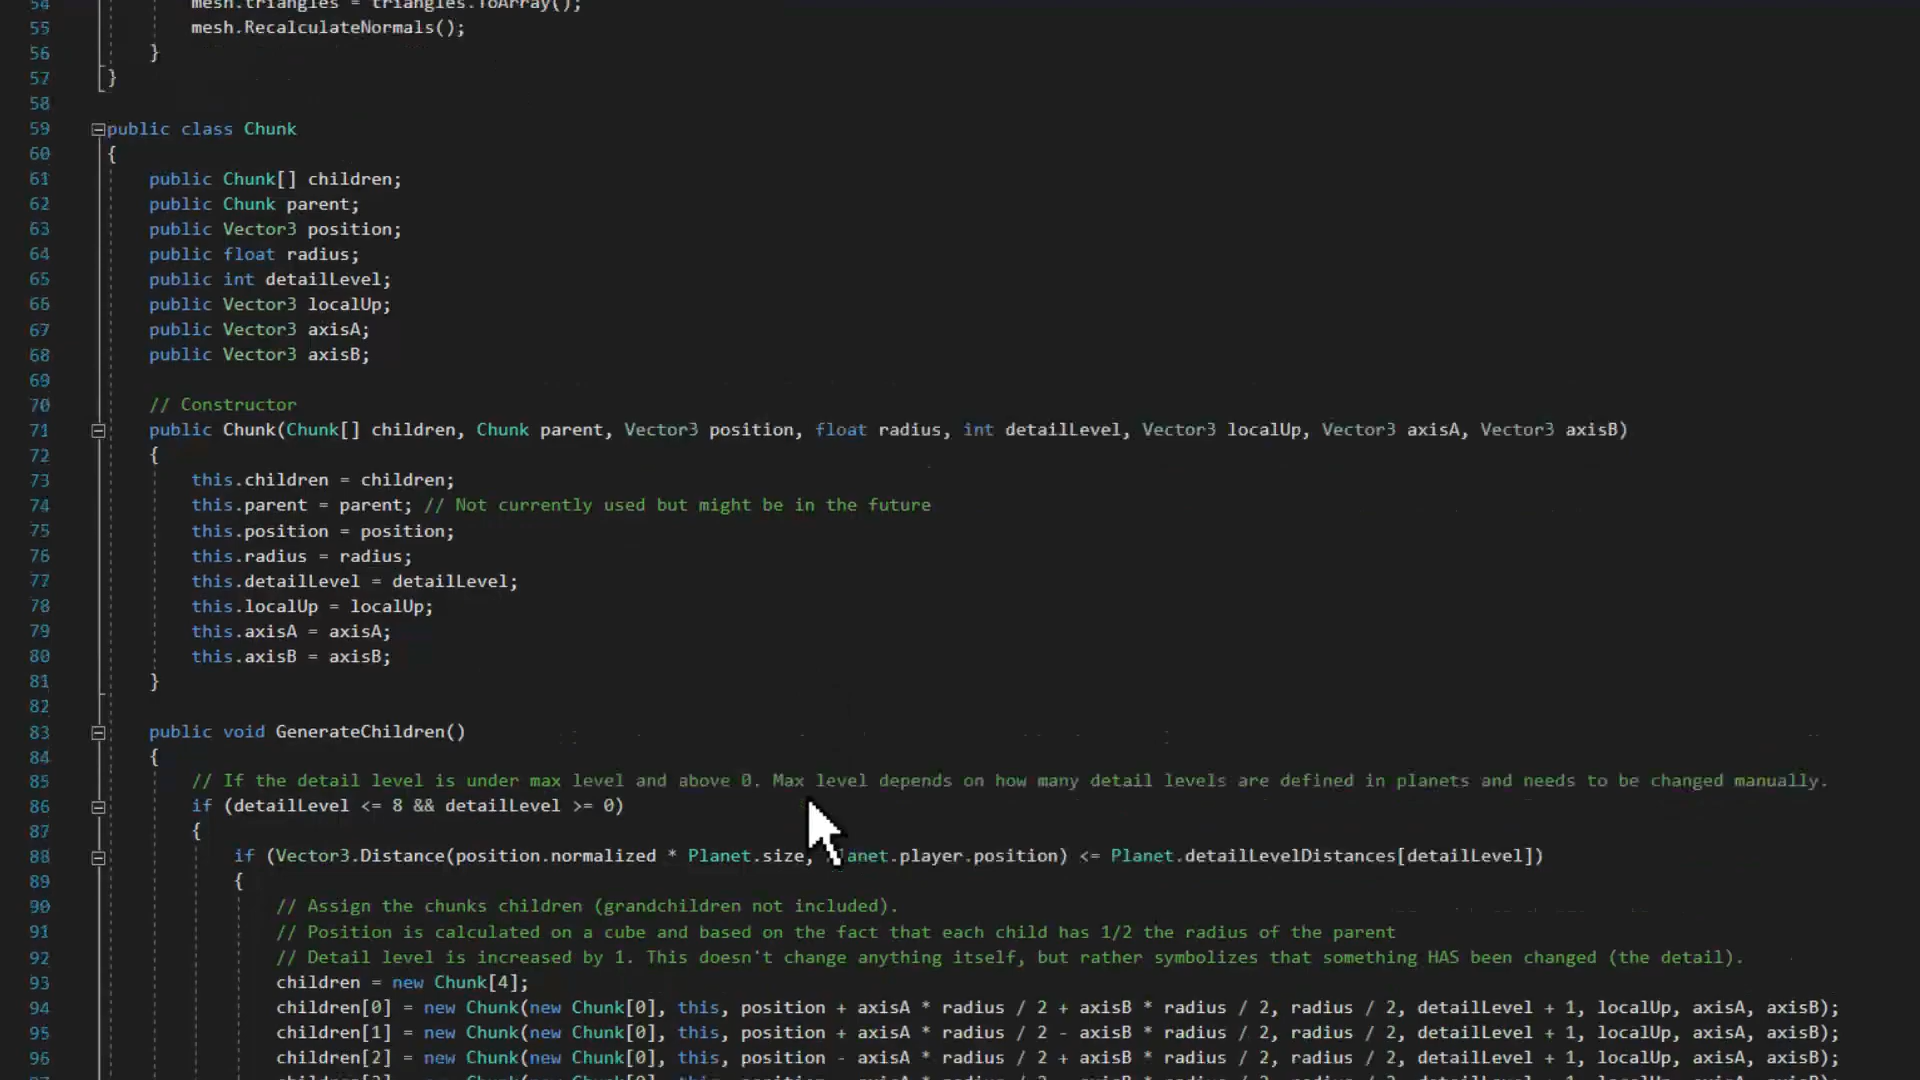 54 mesh.triangles = triangles.ToArray();
55 mesh.RecalculateNormals();
56 }
57 }
58
59 public class Chunk
60 {
61 public Chunk[] children;
62 public Chunk parent;
63 public Vector3 position;
64 public float radius;
65 public int detailLevel;
66 public Vector3 localUp;
67 public Vector3 axisA;
68 public Vector3 axisB;
69
70 // Constructor
71 public Chunk(Chunk[] children, Chunk parent, Vector3 position, float radius, int detailLevel, Vector3 localUp, Vector3 axisA, Vector3 axisB)
72 {
73 this.children = children;
74 this.parent = parent; // Not currently used but might be in the future
75 this.position = position;
76 this.radius = radius;
77 this.detailLevel = detailLevel;
78 this.localUp = localUp;
79 this.axisA = axisA;
80 this.axisB = axisB;
81 }
82
83 public void GenerateChildren()
84 {
85 // If the detail level is under max level and above 0. Max level depends on how many detail levels are defined in planets and needs to be changed manually.
86 if (detailLevel <= 8 && detailLevel >= 0)
87 {
88 if (Vector3.Distance(position.normalized * Planet.size, Planet.player.position) <= Planet.detailLevelDistances[detailLevel])
89 {
90 // Assign the chunks children (grandchildren not included).
91 // Position is calculated on a cube and based on the fact that each child has 1/2 the radius of the parent
92 // Detail level is increased by 1. This doesn't change anything itself, but rather symbolizes that something HAS been changed (the detail).
93 children = new Chunk[4];
94 children[0] = new Chunk(new Chunk[0], this, position + axisA * radius / 2 + axisB * radius / 2, radius / 2, detailLevel + 1, localUp, axisA, axisB);
95 children[1] = new Chunk(new Chunk[0], this, position + axisA * radius / 2 - axisB * radius / 2, radius / 2, detailLevel + 1, localUp, axisA, axisB);
96 children[2] = new Chunk(new Chunk[0], this, position - axisA * radius / 2 + axisB * radius / 2, radius / 2, detailLevel + 1, localUp, axisA, axisB);